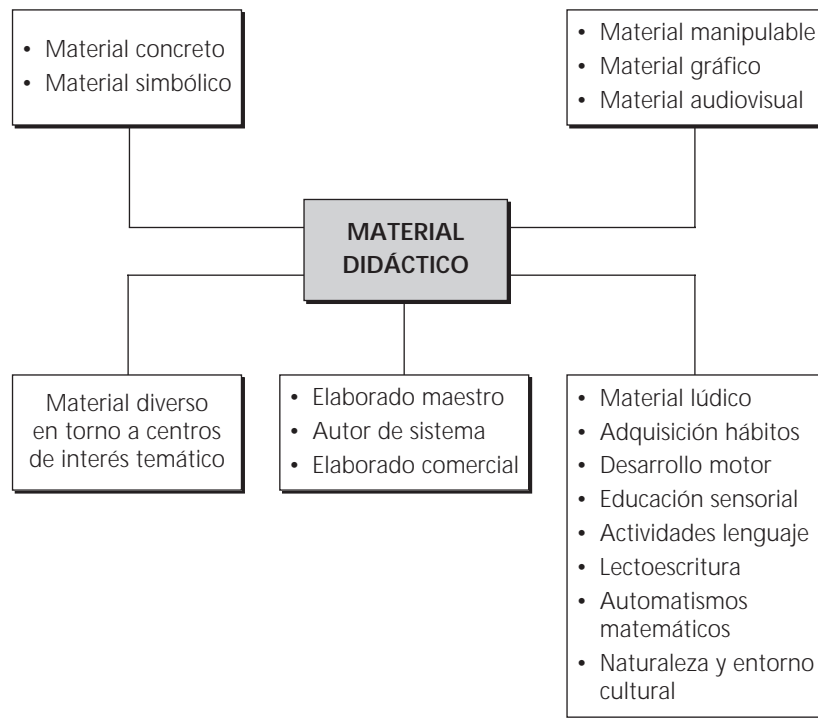 • Material concreto
• Material simbólico
• Material manipulable
• Material gráfico
• Material audiovisual
MATERIAL
DIDÁCTICO
Material diverso
en torno a centros
de interés temático
• Elaborado maestro
• Autor de sistema
• Elaborado comercial
• Material lúdico
• Adquisición hábitos
• Desarrollo motor
• Educación sensorial
• Actividades lenguaje
• Lectoescritura
• Automatismos
matemáticos
• Naturaleza y entorno
cultural